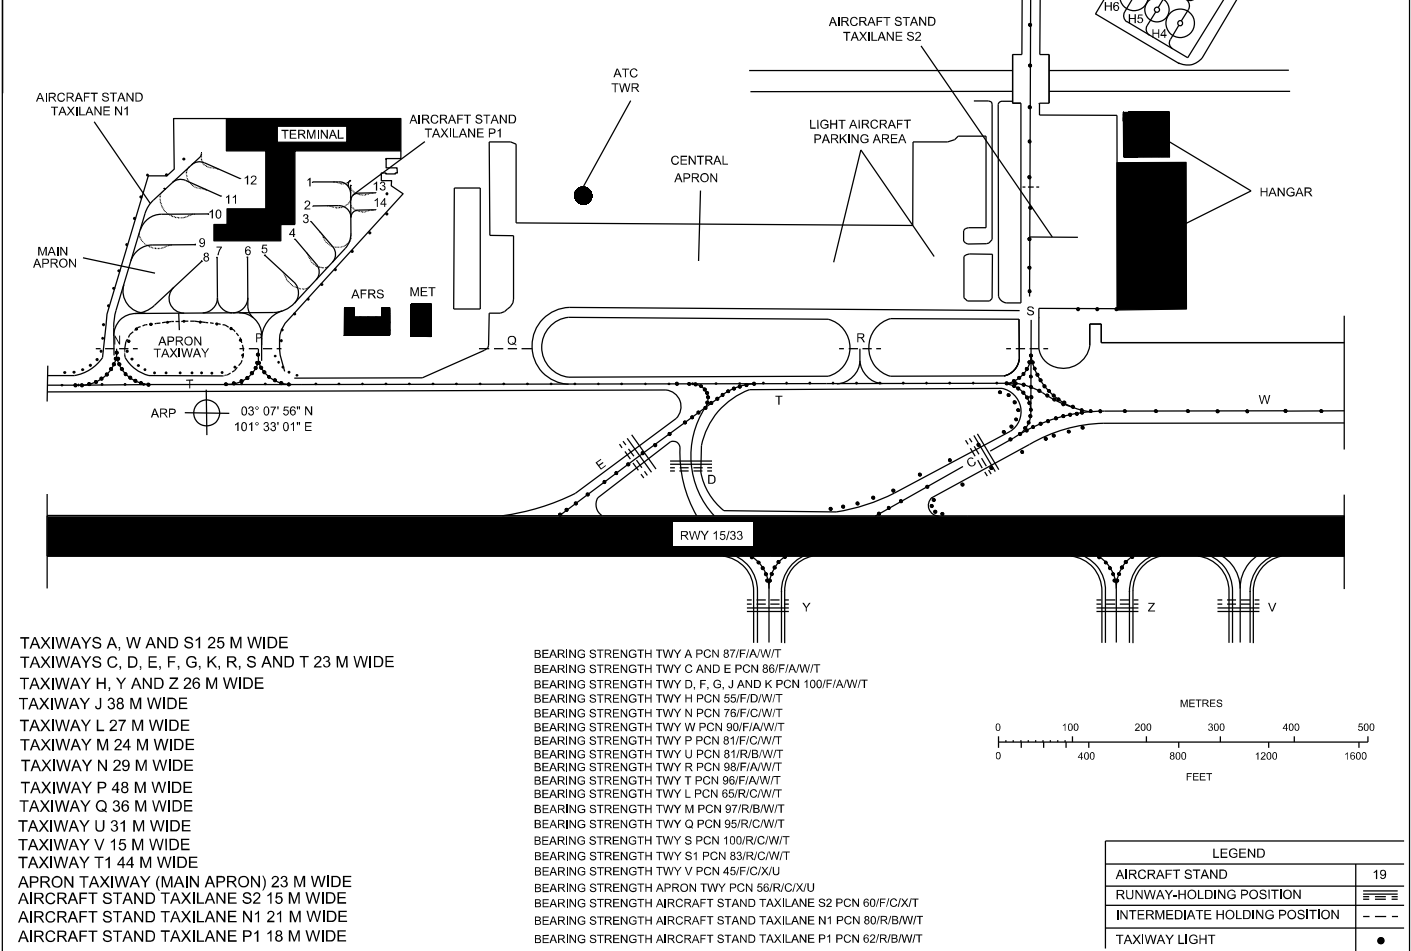 AIRCRAFT STAND
TAXILANE S2
H6
H5
H4
ATC
TWR
AIRCRAFT STAND
TAXILANE N1
AIRCRAFT STAND
TAXILANE P1
TERMINAL
LIGHT AIRCRAFT
PARKING AREA
CENTRAL
APRON
HANGAR
12
11
10
9
8
7
6
5
4
3
2
1
13
14
MAIN
APRON
AFRS
MET
N
APRON
TAXIWAY
P
Q
R
S
T
T
W
ARP
03° 07' 56" N
101° 33' 01" E
E
D
C
RWY 15/33
Y
Z
V
TAXIWAYS A, W AND S1 25 M WIDE
TAXIWAYS C, D, E, F, G, K, R, S AND T 23 M WIDE
TAXIWAY H, Y AND Z 26 M WIDE
TAXIWAY J 38 M WIDE
TAXIWAY L 27 M WIDE
TAXIWAY M 24 M WIDE
TAXIWAY N 29 M WIDE
TAXIWAY P 48 M WIDE
TAXIWAY Q 36 M WIDE
TAXIWAY U 31 M WIDE
TAXIWAY V 15 M WIDE
TAXIWAY T1 44 M WIDE
APRON TAXIWAY (MAIN APRON) 23 M WIDE
AIRCRAFT STAND TAXILANE S2 15 M WIDE
AIRCRAFT STAND TAXILANE N1 21 M WIDE
AIRCRAFT STAND TAXILANE P1 18 M WIDE
BEARING STRENGTH TWY A PCN 87/F/A/W/T
BEARING STRENGTH TWY C AND E PCN 86/F/A/W/T
BEARING STRENGTH TWY D, F, G, J AND K PCN 100/F/A/W/T
BEARING STRENGTH TWY H PCN 55/F/D/W/T
BEARING STRENGTH TWY N PCN 76/F/C/W/T
BEARING STRENGTH TWY W PCN 90/F/A/W/T
BEARING STRENGTH TWY P PCN 81/F/C/W/T
BEARING STRENGTH TWY U PCN 81/R/B/W/T
BEARING STRENGTH TWY R PCN 98/F/A/W/T
BEARING STRENGTH TWY T PCN 96/F/A/W/T
BEARING STRENGTH TWY L PCN 65/R/C/W/T
BEARING STRENGTH TWY M PCN 97/R/B/W/T
BEARING STRENGTH TWY Q PCN 95/R/C/W/T
BEARING STRENGTH TWY S PCN 100/R/C/W/T
BEARING STRENGTH TWY S1 PCN 83/R/C/W/T
BEARING STRENGTH TWY V PCN 45/F/C/X/U
BEARING STRENGTH APRON TWY PCN 56/R/C/X/U
BEARING STRENGTH AIRCRAFT STAND TAXILANE S2 PCN 60/F/C/X/T
BEARING STRENGTH AIRCRAFT STAND TAXILANE N1 PCN 80/R/B/W/T
BEARING STRENGTH AIRCRAFT STAND TAXILANE P1 PCN 62/R/B/W/T
METRES
0 100 200 300 400 500
0 400 800 1200 1600
FEET
LEGEND
AIRCRAFT STAND 19
RUNWAY-HOLDING POSITION
INTERMEDIATE HOLDING POSITION
TAXIWAY LIGHT